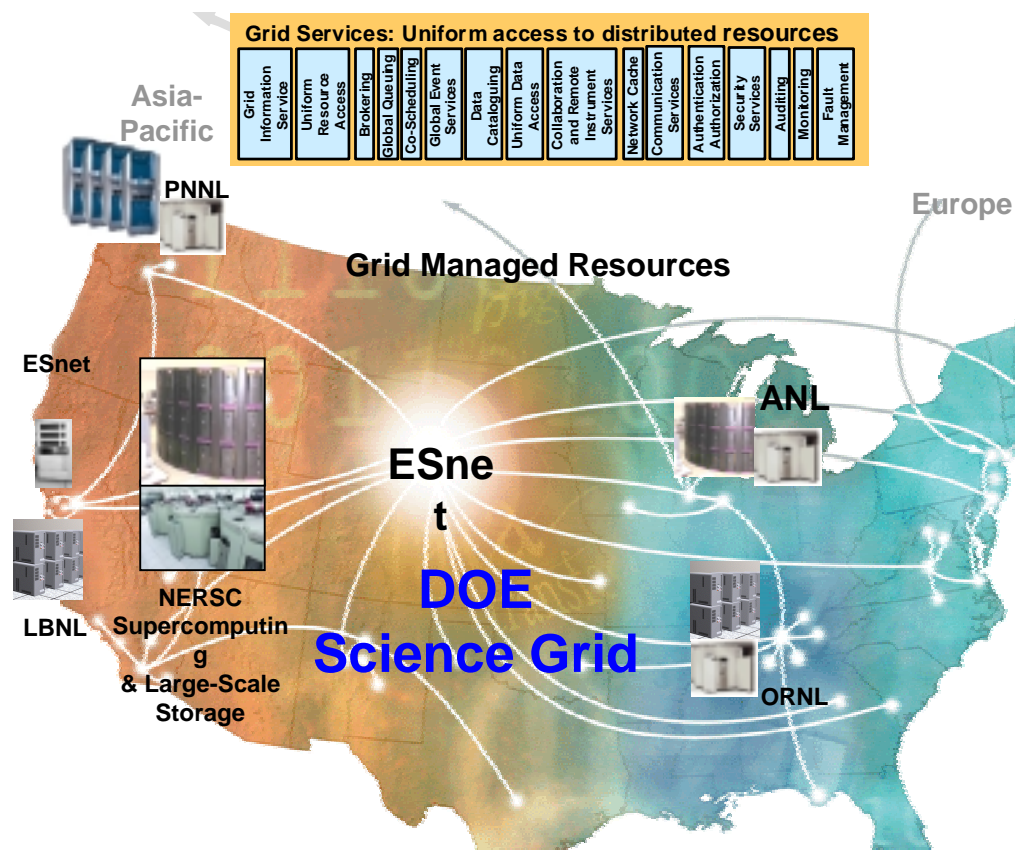 Grid Services: Uniform access to distributed resources
Grid
Information
Service
Uniform
Resource
Access
Brokering
Global Queuing
Co-Scheduling
Global Event
Services
Data
Cataloguing
Uniform Data
Access
Collaboration
and Remote
Instrument
Services
Network Cache
Communication
Services
Authentication
Authorization
Security
Services
Auditing
Monitoring
Fault
Management
Asia-
Pacific
PNNL
Europe
Grid Managed Resources
ESnet
ANL
ESne
t
DOE
Science Grid
NERSC
Supercomputin
g
& Large-Scale
Storage
LBNL
ORNL